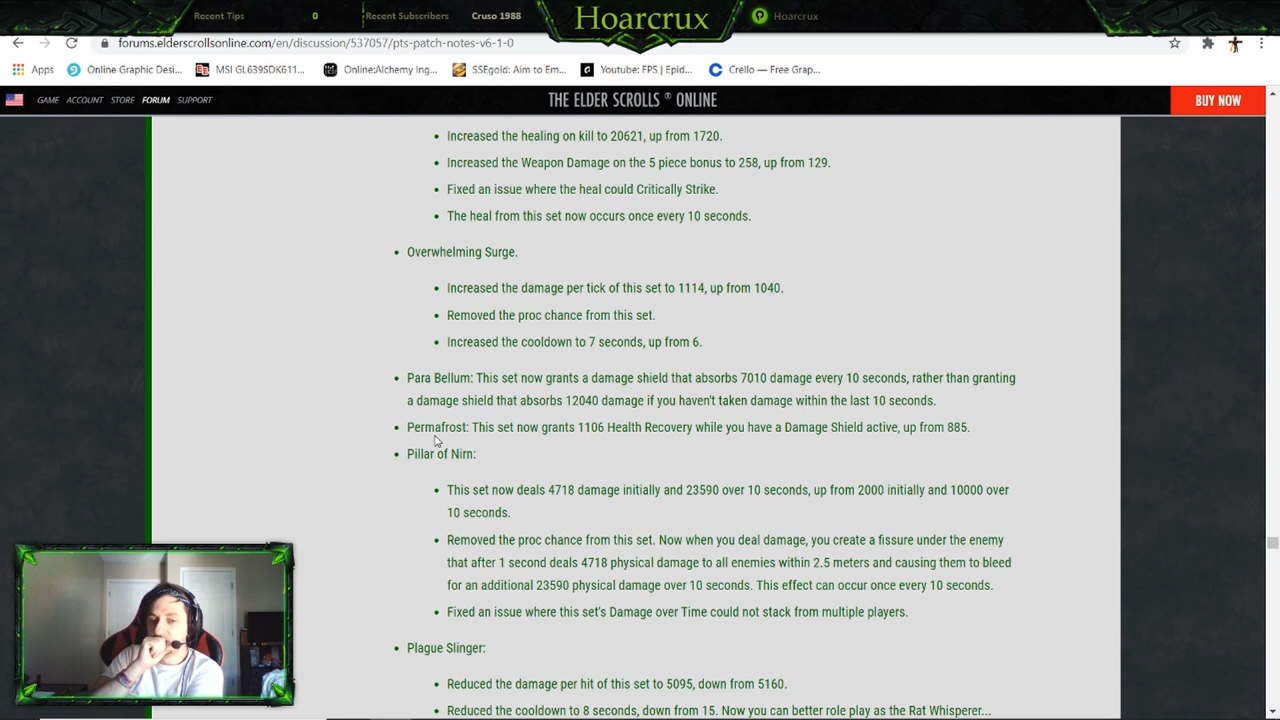 Recent Tips 0 Recent Subscribers Cruso 1988 Hoarcrux Hoarcrux
forums.elderscrollsonline.com/en/discussion/537057/pts-patch-notes-v6-1-0
Apps Online Graphic Desi... MSI GL639SDK611... Online:Alchemy Ing... SSEgold: Aim to Em... Youtube: FPS | Epid... Crello — Free Grap...
GAME ACCOUNT STORE FORUM SUPPORT THE ELDER SCROLLS ® ONLINE BUY NOW
• Increased the healing on kill to 20621, up from 1720.
• Increased the Weapon Damage on the 5 piece bonus to 258, up from 129.
• Fixed an issue where the heal could Critically Strike.
• The heal from this set now occurs once every 10 seconds.
• Overwhelming Surge.
• Increased the damage per tick of this set to 1114, up from 1040.
• Removed the proc chance from this set.
• Increased the cooldown to 7 seconds, up from 6.
• Para Bellum: This set now grants a damage shield that absorbs 7010 damage every 10 seconds, rather than granting
a damage shield that absorbs 12040 damage if you haven't taken damage within the last 10 seconds.
• Permafrost: This set now grants 1106 Health Recovery while you have a Damage Shield active, up from 885.
• Pillar of Nirn:
• This set now deals 4718 damage initially and 23590 over 10 seconds, up from 2000 initially and 10000 over
10 seconds.
• Removed the proc chance from this set. Now when you deal damage, you create a fissure under the enemy
that after 1 second deals 4718 physical damage to all enemies within 2.5 meters and causing them to bleed
for an additional 23590 physical damage over 10 seconds. This effect can occur once every 10 seconds.
• Fixed an issue where this set's Damage over Time could not stack from multiple players.
• Plague Slinger:
• Reduced the damage per hit of this set to 5095, down from 5160.
• Reduced the cooldown to 8 seconds, down from 15. Now you can better role play as the Rat Whisperer...